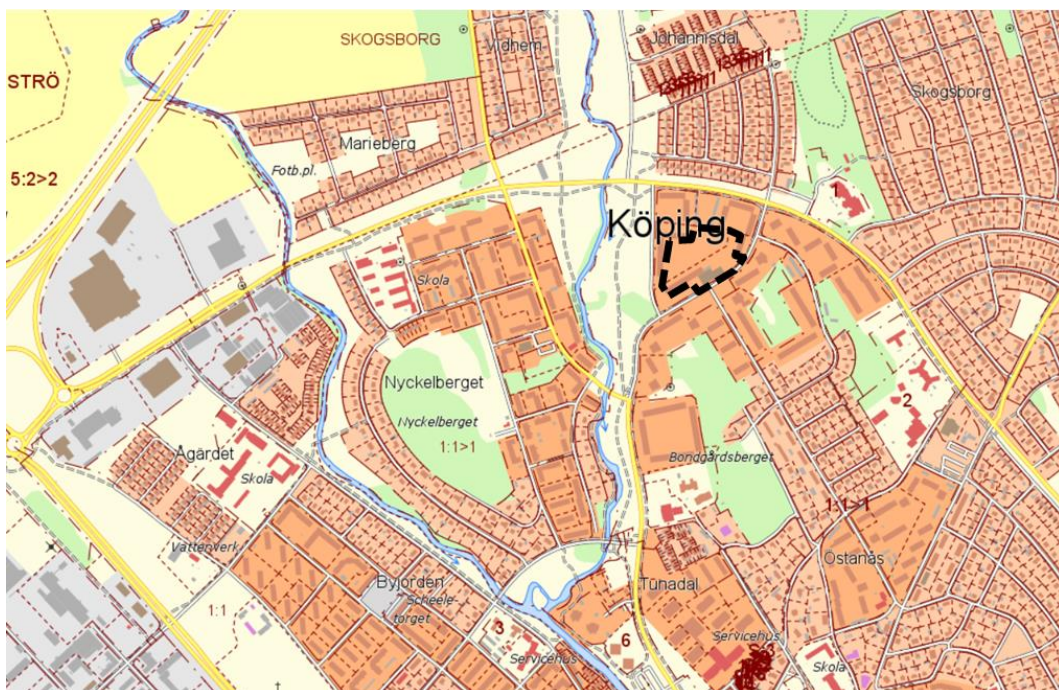 SKOGSBORG
Vidhem
Johannisdal
STRÖ
Skogsborg
Marieberg
Fotb.pl.
5:2>2
1
Köping
Skola
Nyckelberget
2
Nyckelberget
Ågärdet
1:1>1
Bondgårdsberget
Skola
1:1>1
Vattenverk
Östanås
Byjorden
Tunadal
Scheele-
torget
1:1
3
6
Servicehus
Servicehus
Skola